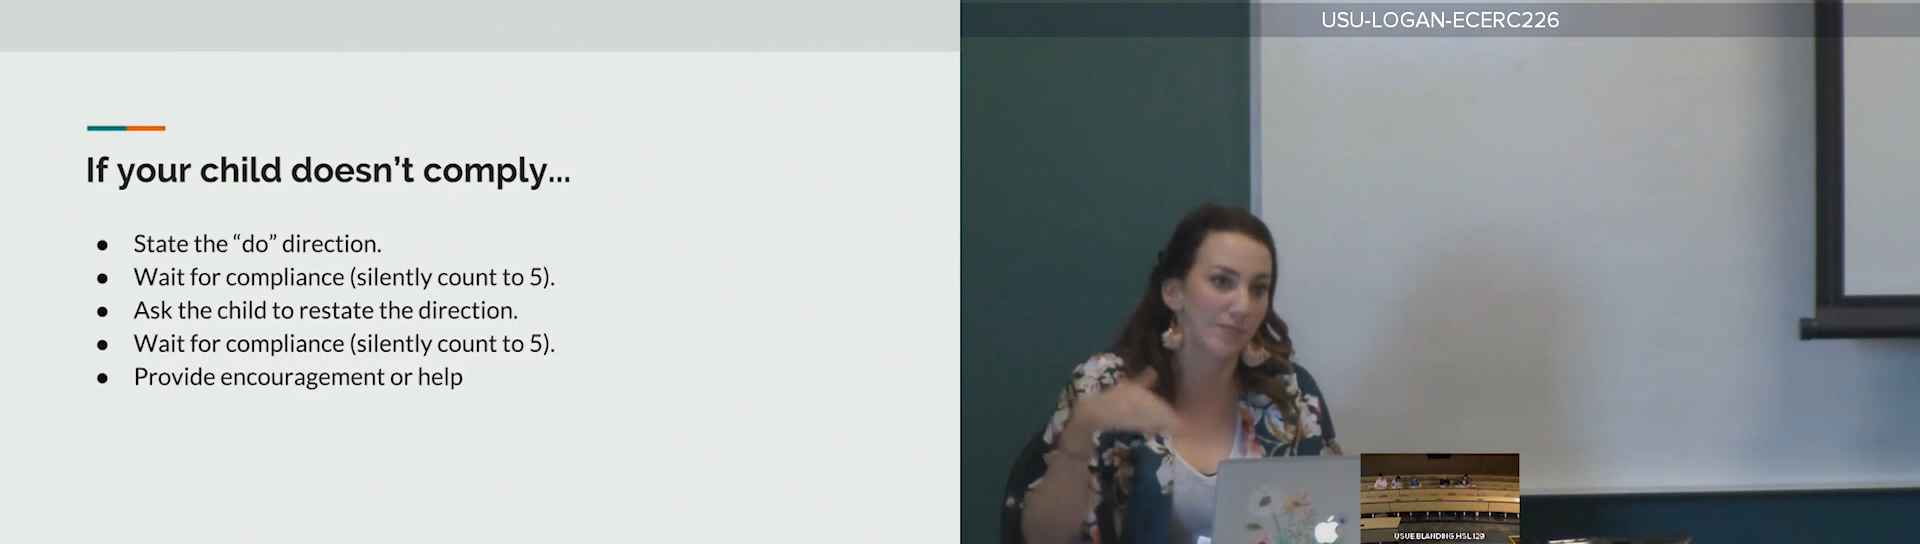 If your child doesn’t comply...
● State the “do” direction.
● Wait for compliance (silently count to 5).
● Ask the child to restate the direction.
● Wait for compliance (silently count to 5).
● Provide encouragement or help
USU-LOGAN-ECERC226
USUE BLANDING HSL 129